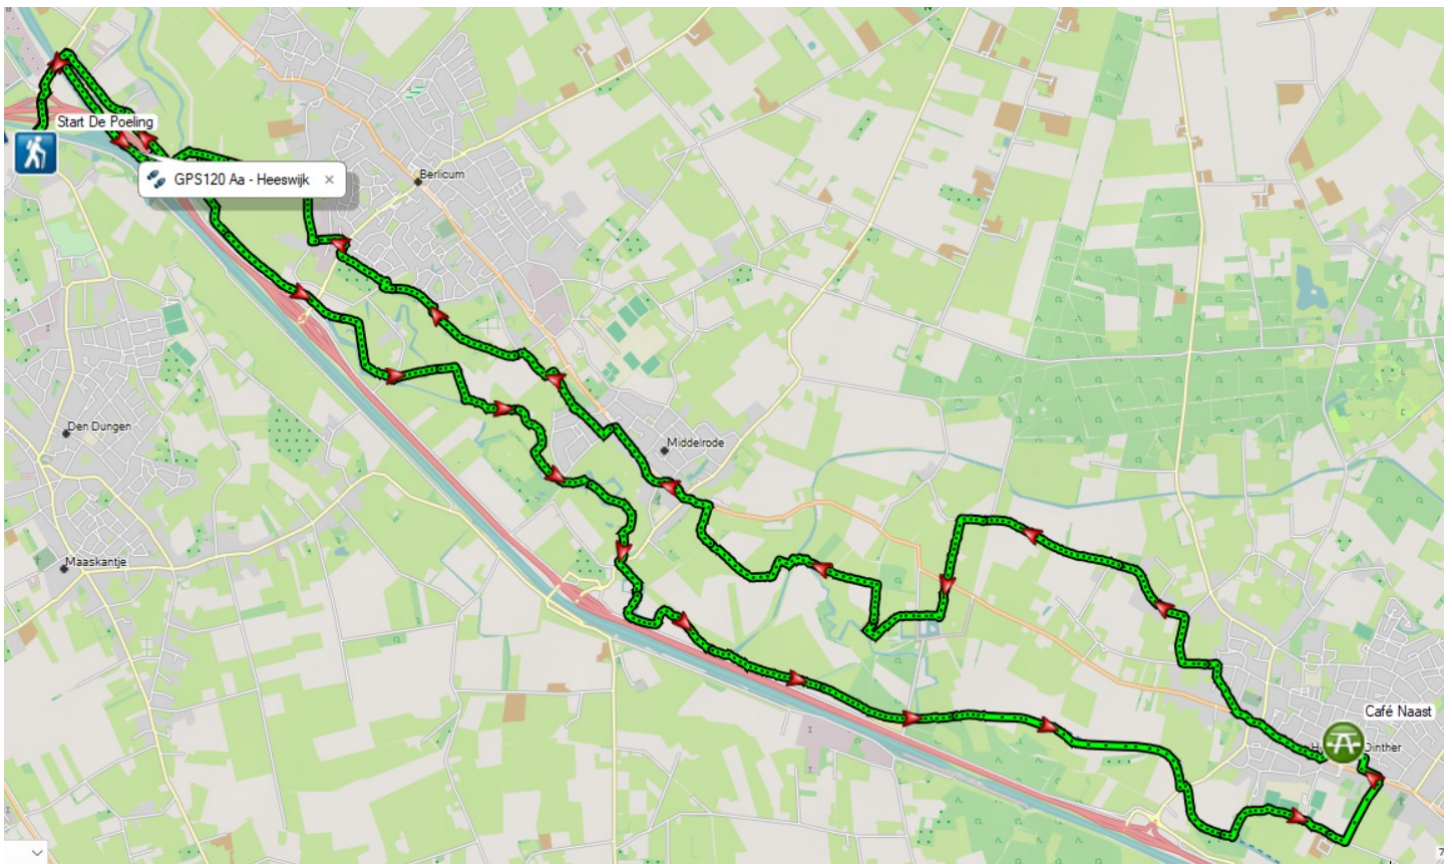 Start De Poeling
GPS120 Aa - Heeswijk ×
Berlicum
Den Dungen
Middelrode
Maaskantje
Café Naast
Dinther